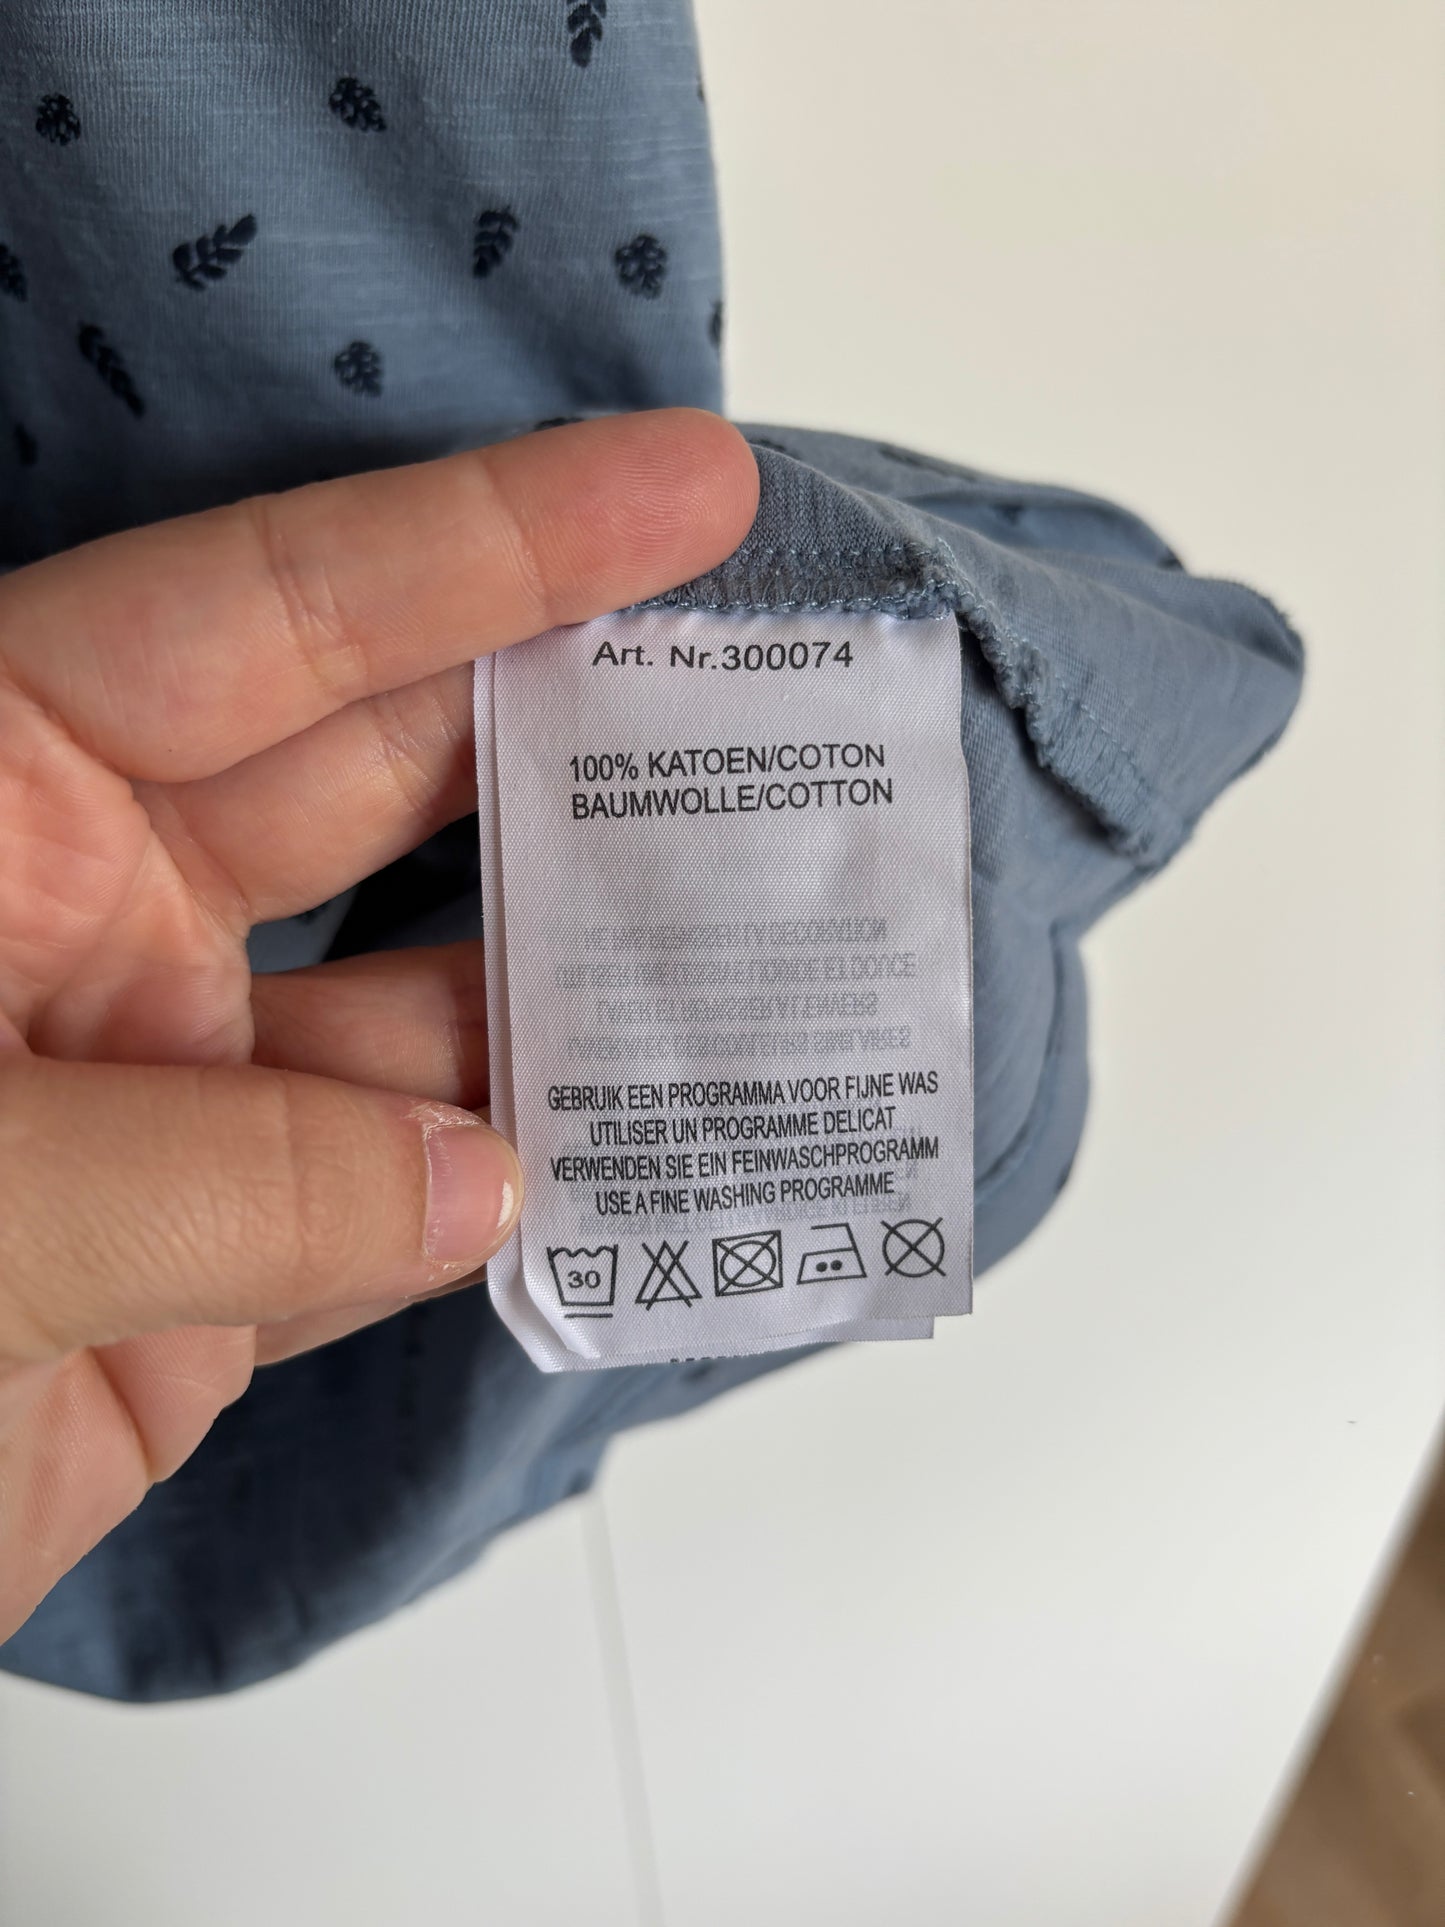 Art. Nr.300074
100% KATOEN/COTON
BAUMWOLLE/COTTON
GEBRUIK EEN PROGRAMMA VOOR FIJNE WAS
UTILISER UN PROGRAMME DELICAT
VERWENDEN SIE EIN FEINWASCHPROGRAMM
USE A FINE WASHING PROGRAMME
30